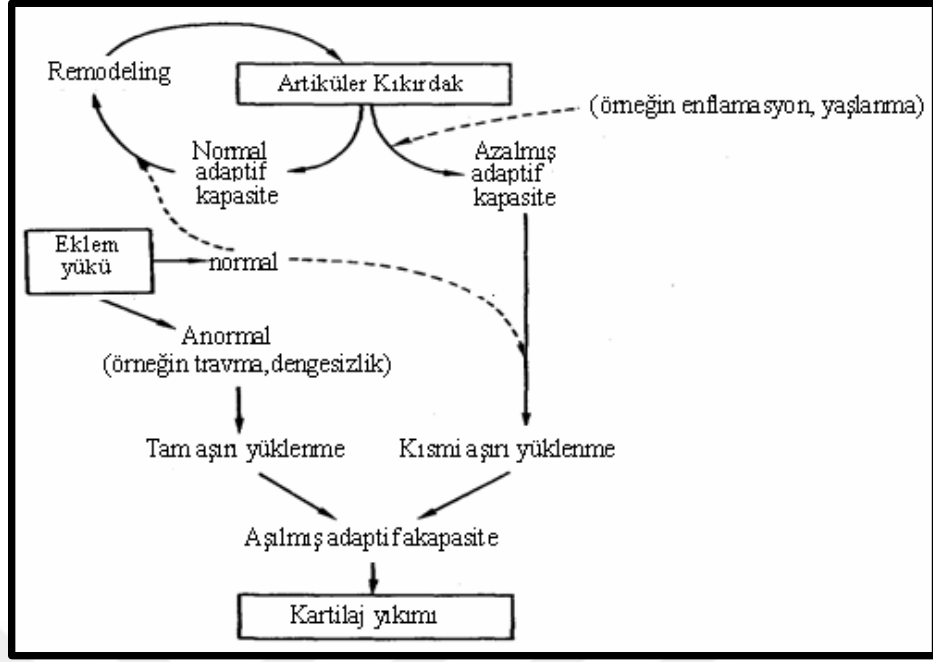 Remodeling
Artiküler Kıkırdak
(örneğin enflamasyon, yaşlanma)
Normal
adaptif
kapasite
Azalmış
adaptif
kapasite
Eklem
yükü
normal
Anormal
(örneğin travma, dengesizlik)
Tam aşırı yüklenme
Kısmi aşırı yüklenme
Aşılmış adaptif akapasite
Kartilaj yıkımı